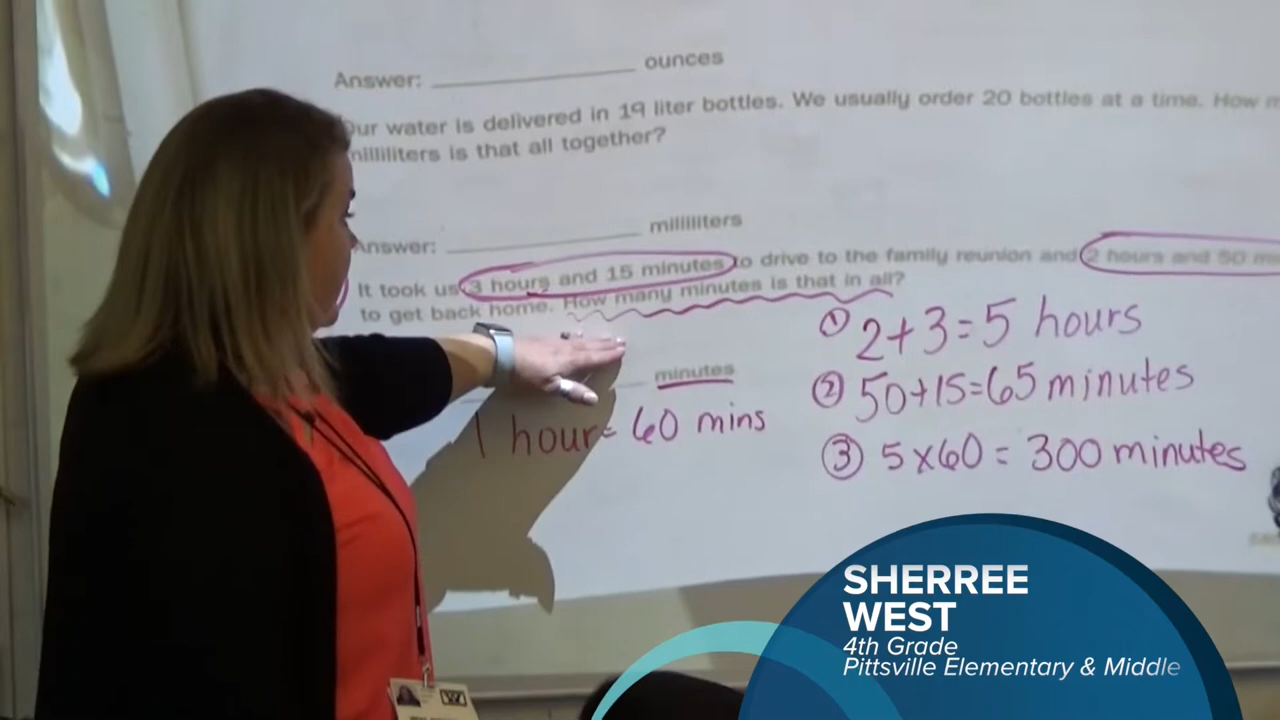 Answer: ____________ ounces
ur water is delivered in 19 liter bottles. We usually order 20 bottles at a time. How
milliliters is that all together?
Answer: ____________ milliliters
It took us 3 hours and 15 minutes to drive to the family reunion and 2 hours and 50
to get back home. How many minutes is that in all?
minutes
1 hour = 60 mins
① 2+3=5 hours
② 50+15=65 minutes
③ 5x60 = 300 minutes
SHERREE
WEST
4th Grade
Pittsville Elementary & Middle